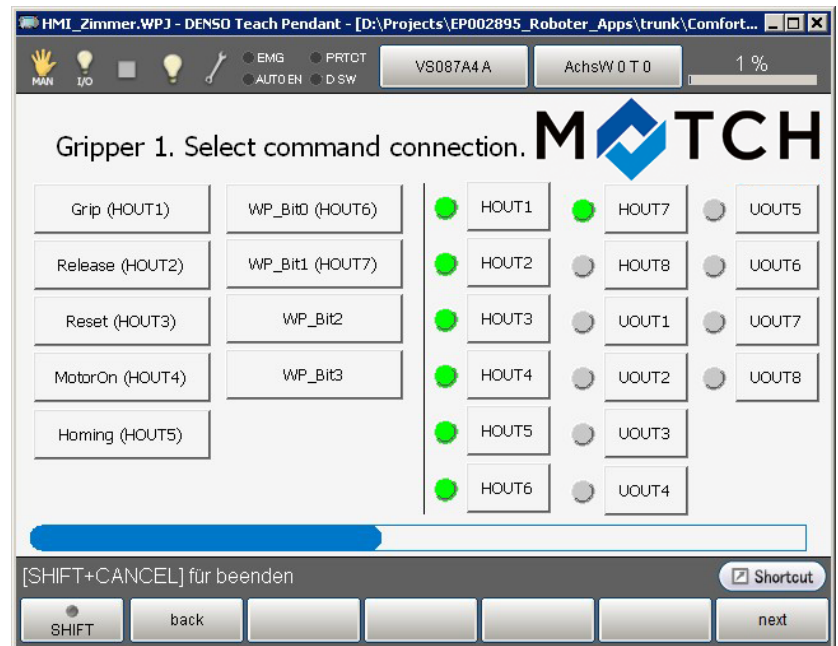 HMI_Zimmer.WPJ - DENSO Teach Pendant - [D:\Projects\EP002895_Roboter_Apps\trunk\Comfort...
MAN
I/O
EMG
PRTCT
AUTO EN
D SW
VS087A4 A
AchsW 0 T 0
1 %
Gripper 1. Select command connection.
MATCH
Grip (HOUT1)
WP_Bit0 (HOUT6)
HOUT1
HOUT7
UOUT5
Release (HOUT2)
WP_Bit1 (HOUT7)
HOUT2
HOUT8
UOUT6
Reset (HOUT3)
WP_Bit2
HOUT3
UOUT1
UOUT7
MotorOn (HOUT4)
WP_Bit3
HOUT4
UOUT2
UOUT8
Homing (HOUT5)
HOUT5
UOUT3
HOUT6
UOUT4
[SHIFT+CANCEL] für beenden
Shortcut
SHIFT
back
next